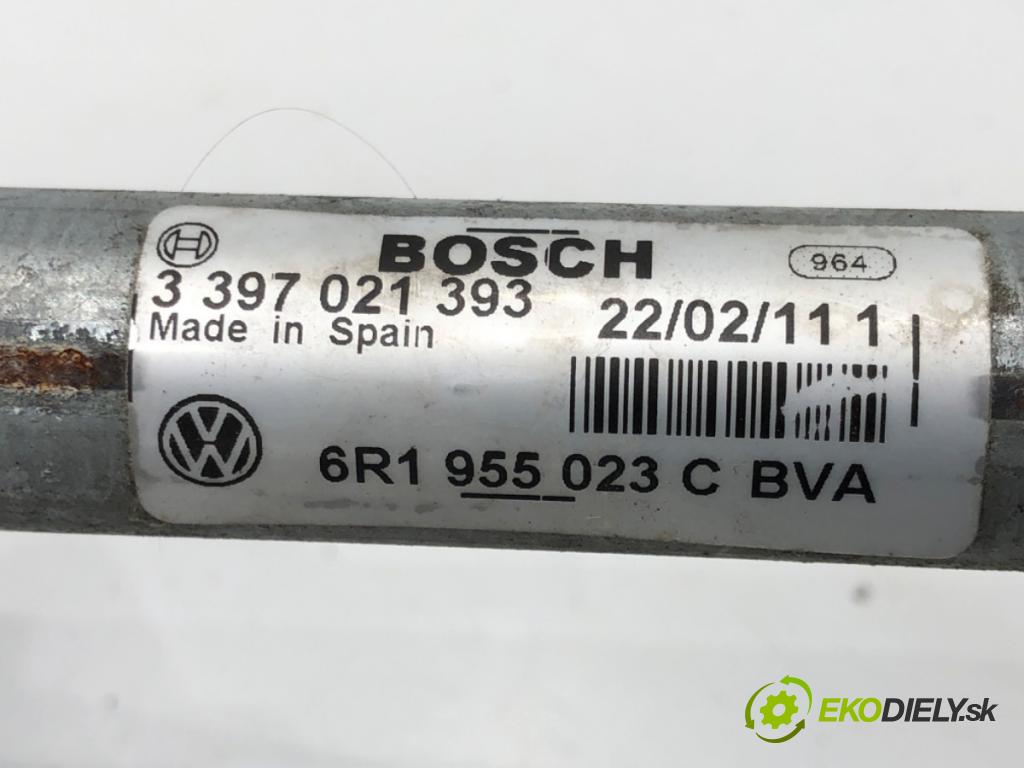 BOSCH 964
3 397 021 393 22/02/11 1
Made in Spain
6R1 955 023 C BVA
EKODIELY.sk